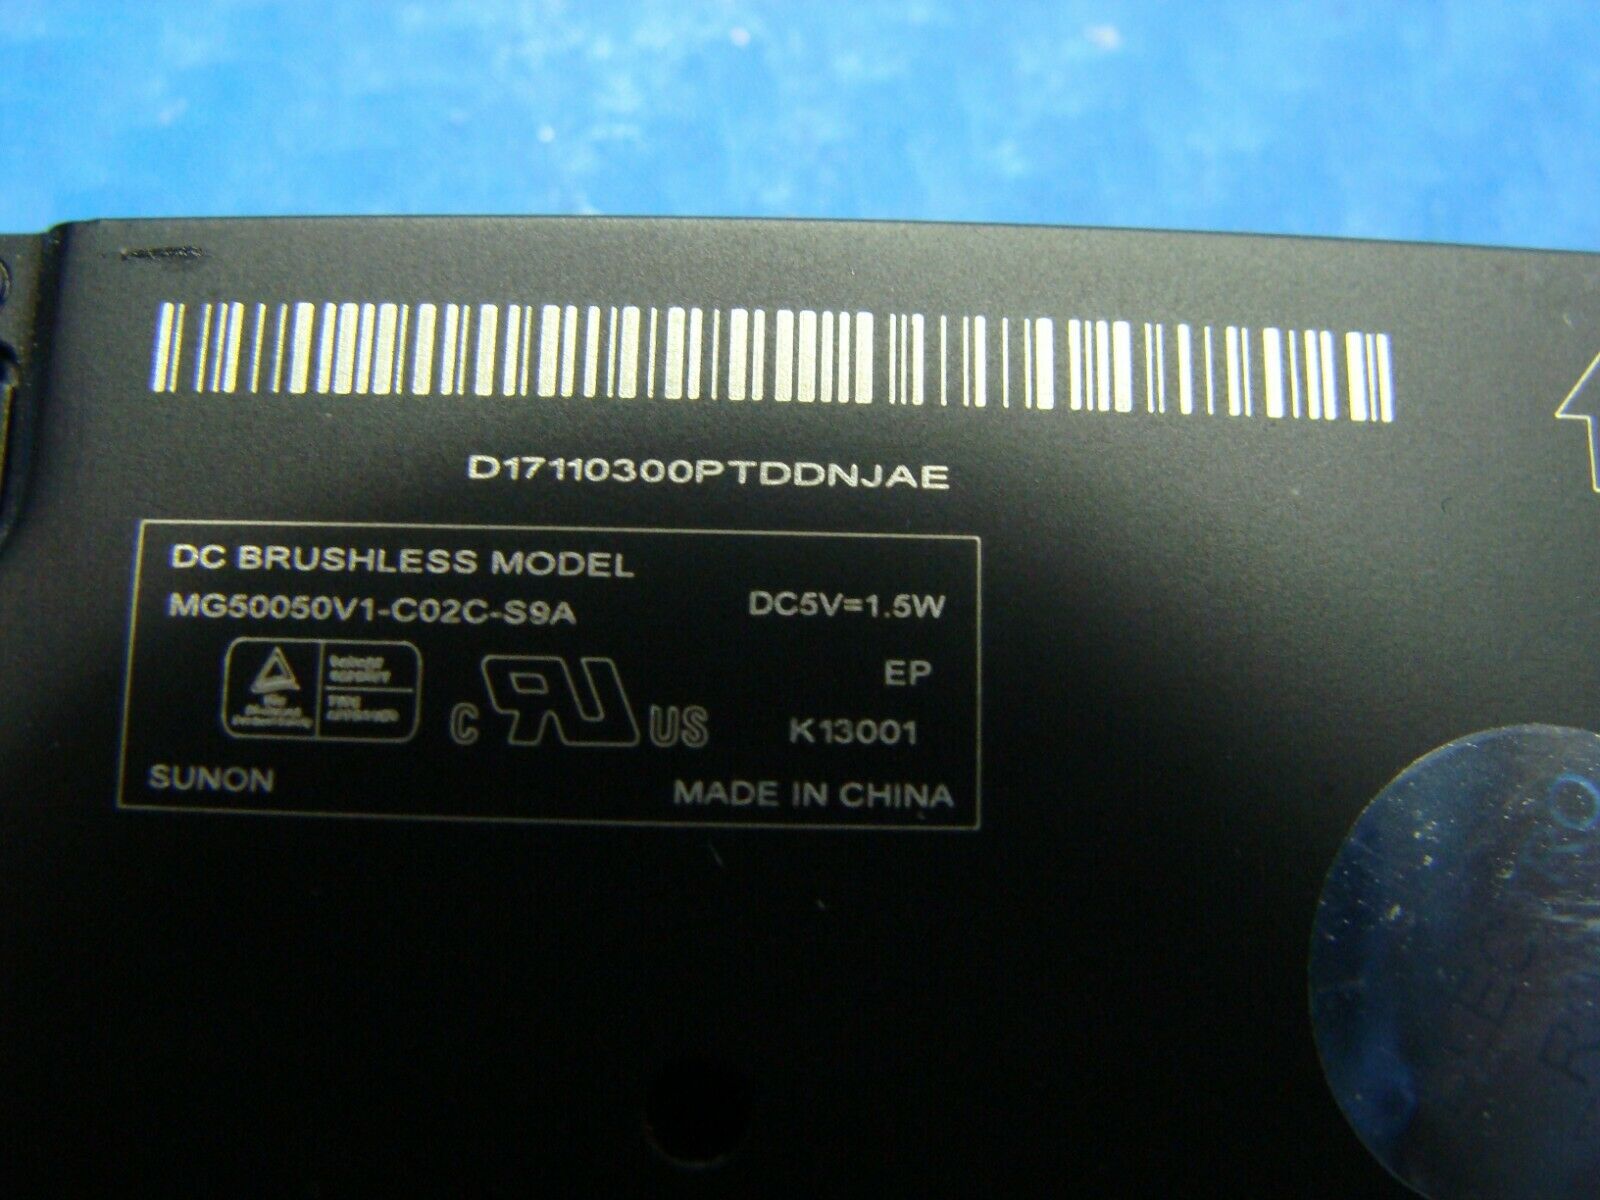 D17110300PTDDNJAE
DC BRUSHLESS MODEL
MG50050V1-C02C-S9A DC5V=1.5W
EP
C US K13001
SUNON MADE IN CHINA